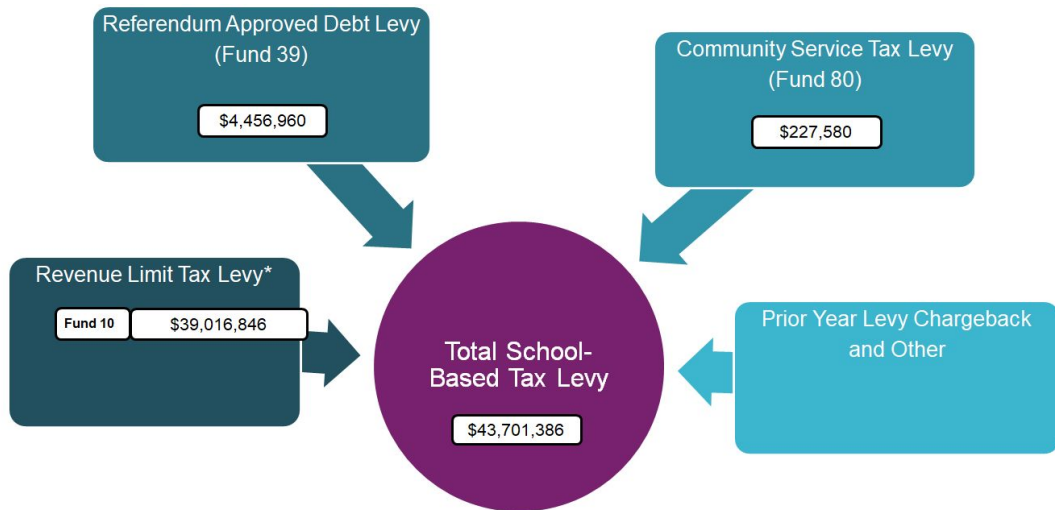 Referendum Approved Debt Levy
(Fund 39)
$4,456,960
Community Service Tax Levy
(Fund 80)
$227,580
Revenue Limit Tax Levy*
Fund 10 $39,016,846
Prior Year Levy Chargeback
and Other
Total School-
Based Tax Levy
$43,701,386